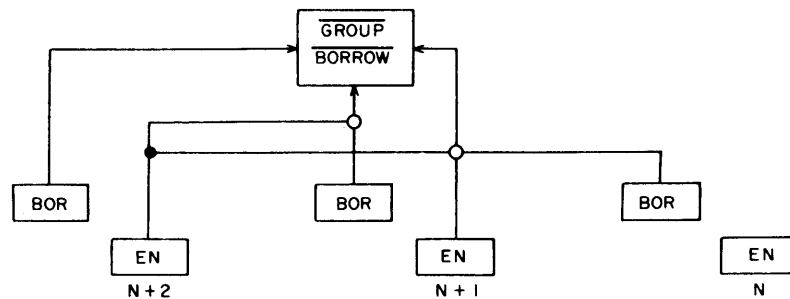 GROUP
BORROW
BOR BOR BOR
EN EN EN
N+2 N+1 N